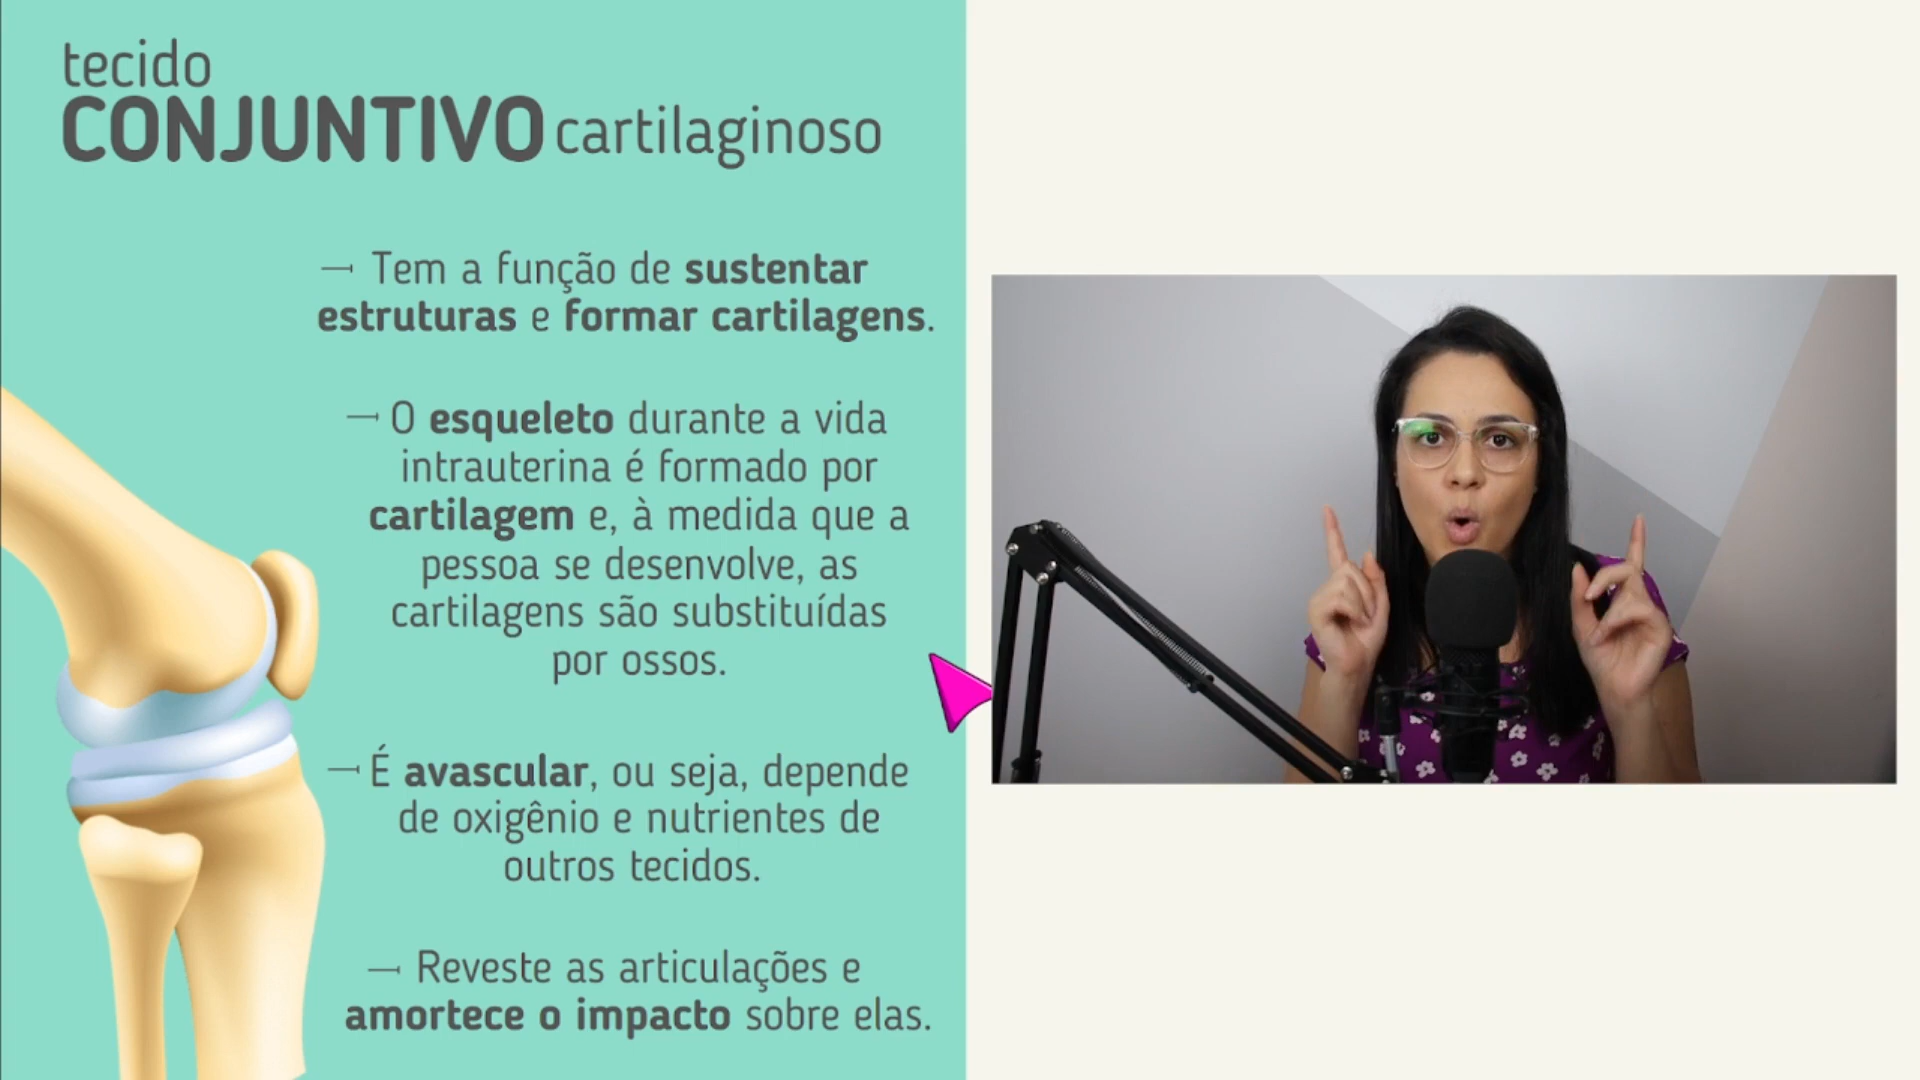 tecido
CONJUNTIVO cartilaginoso
— Tem a função de sustentar
estruturas e formar cartilagens.
— O esqueleto durante a vida
intrauterina é formado por
cartilagem e, à medida que a
pessoa se desenvolve, as
cartilagens são substituídas
por ossos.
— É avascular, ou seja, depende
de oxigênio e nutrientes de
outros tecidos.
— Reveste as articulações e
amortece o impacto sobre elas.